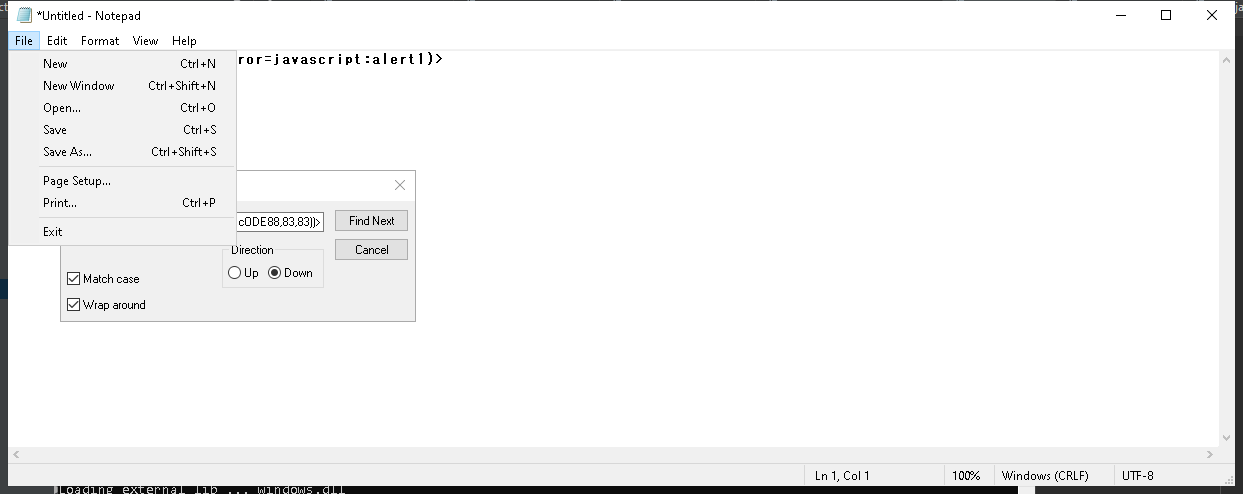 *Untitled - Notepad
File Edit Format View Help
ror=javascript:alert1)>
New Ctrl+N
New Window Ctrl+Shift+N
Open... Ctrl+O
Save Ctrl+S
Save As... Ctrl+Shift+S
Page Setup...
Print... Ctrl+P
Exit
cODE88,83,83))> Find Next
Cancel
Direction
Up Down
Match case
Wrap around
Ln 1, Col 1 100% Windows (CRLF) UTF-8
Loading external lib ... windows.dll